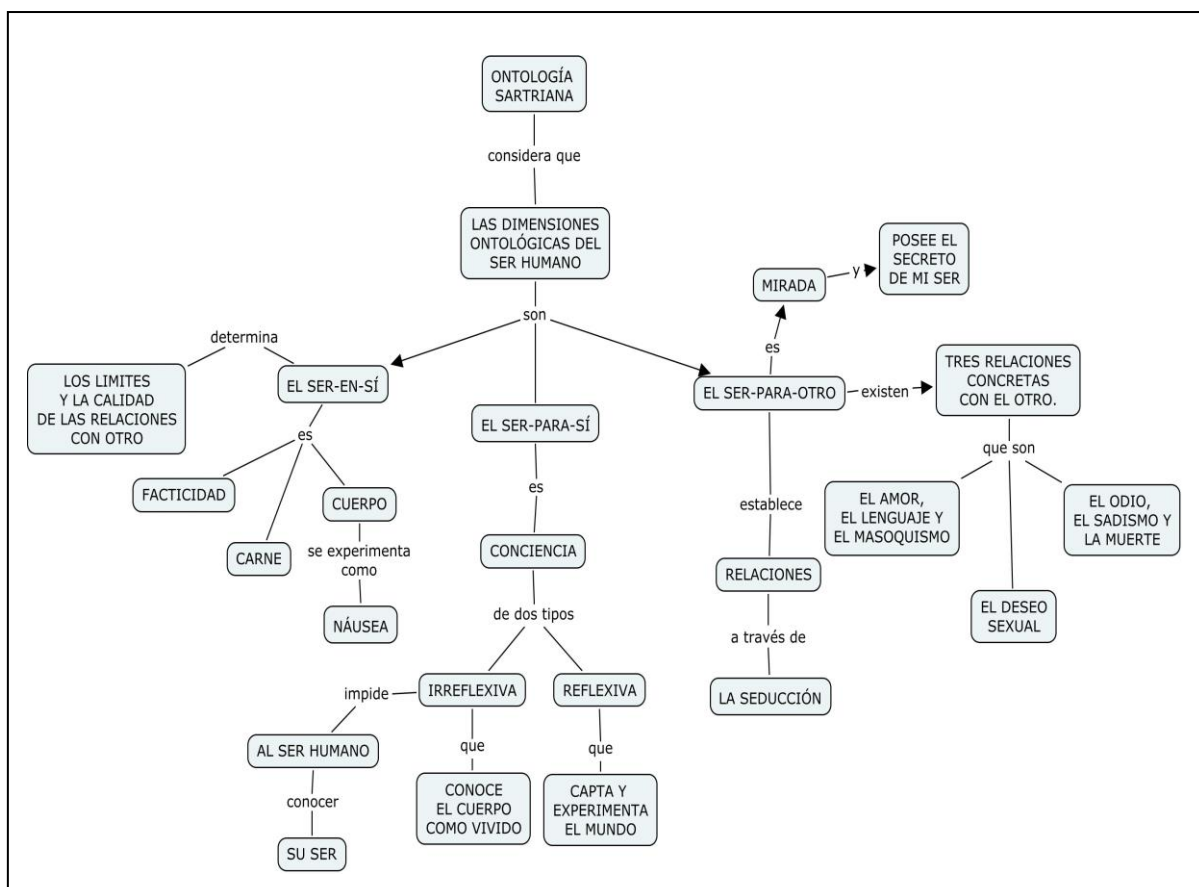 ONTOLOGÍA
SARTRIANA
considera que
LAS DIMENSIONES
ONTOLÓGICAS DEL
SER HUMANO
son
determina
LOS LIMITES
Y LA CALIDAD
DE LAS RELACIONES
CON OTRO
EL SER-EN-SÍ
es
FACTICIDAD
CARNE
CUERPO
se experimenta
como
NÁUSEA
EL SER-PARA-SÍ
es
CONCIENCIA
de dos tipos
IRREFLEXIVA
impide
AL SER HUMANO
conocer
SU SER
que
CONOCE
EL CUERPO
COMO VIVIDO
REFLEXIVA
que
CAPTA Y
EXPERIMENTA
EL MUNDO
EL SER-PARA-OTRO
es
MIRADA
y
POSEE EL
SECRETO
DE MI SER
existen
TRES RELACIONES
CONCRETAS
CON EL OTRO.
que son
EL AMOR,
EL LENGUAJE Y
EL MASOQUISMO
EL DESEO
SEXUAL
EL ODIO,
EL SADISMO Y
LA MUERTE
establece
RELACIONES
a través de
LA SEDUCCIÓN